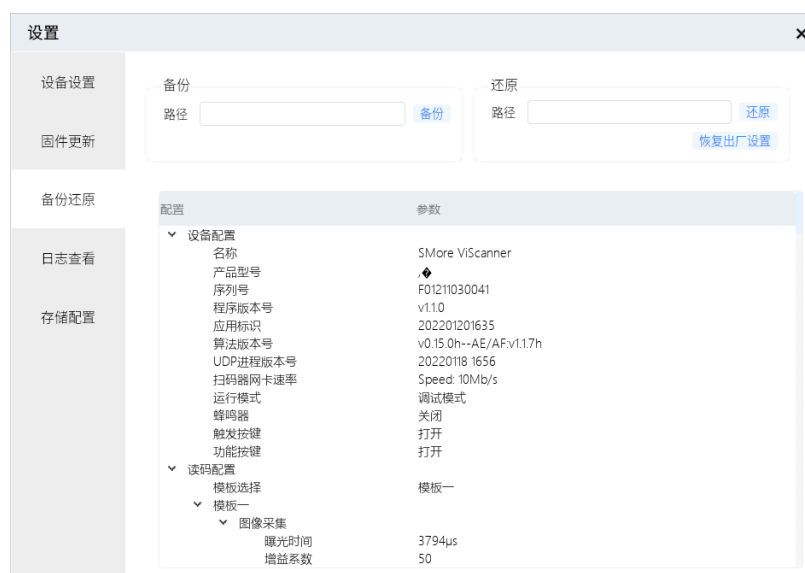 设置
设备设置
固件更新
备份还原
日志查看
存储配置
备份
路径 备份
还原
路径 还原
恢复出厂设置
配置 参数
设备配置
名称 SMore ViScanner
产品型号 ,�
序列号 F01211030041
程序版本号 v1.1.0
应用标识 202201201635
算法版本号 v0.15.0h--AE/AF:v1.1.7h
UDP进程版本号 20220118 1656
扫码器网卡速率 Speed: 10Mb/s
运行模式 调试模式
蜂鸣器 关闭
触发按键 打开
功能按键 打开
读码配置
模板选择 模板一
模板一
图像采集
曝光时间 3794μs
增益系数 50